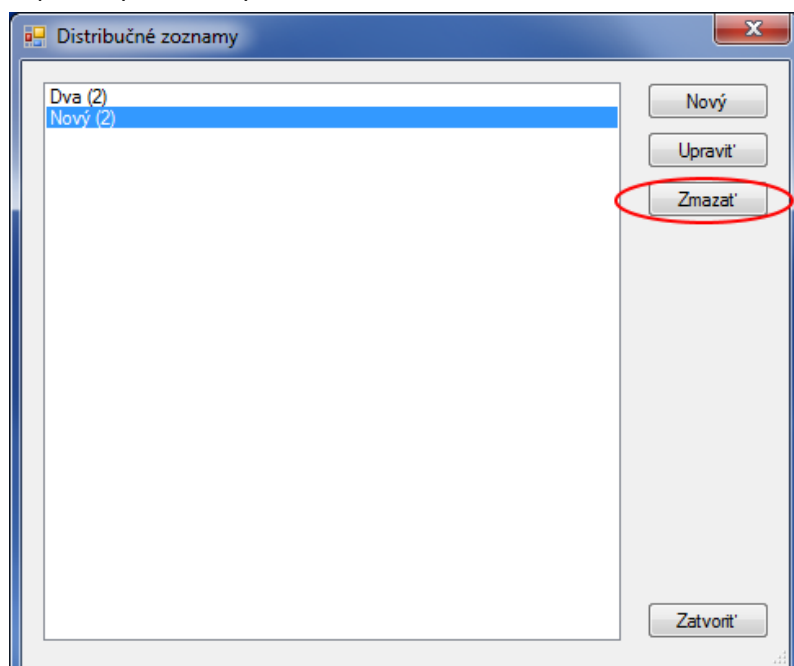 Distribučné zoznamy
Dva (2)
Nový (2)
Nový
Upraviť
Zmazať
Zatvoriť